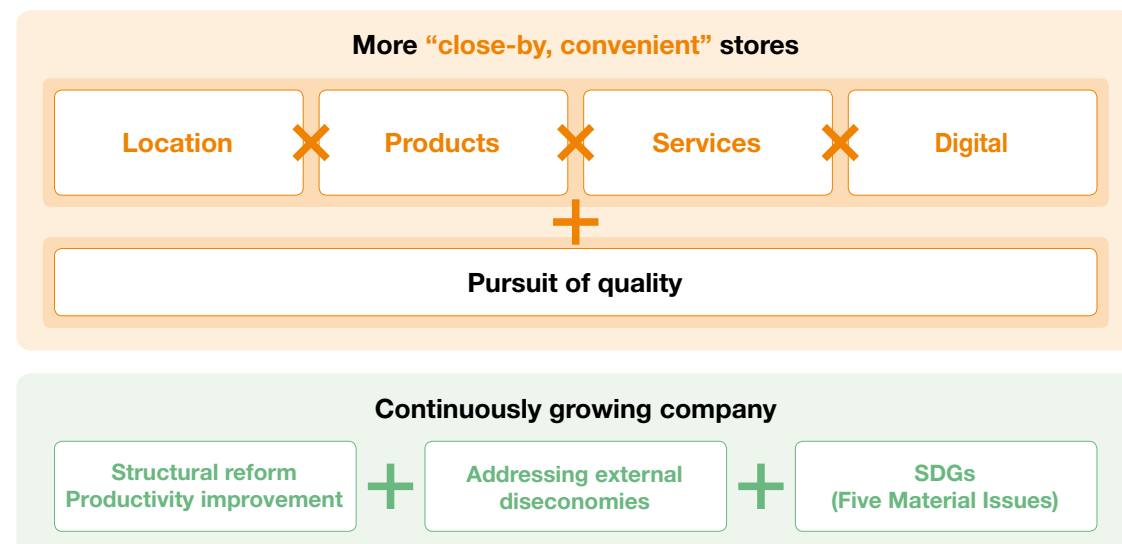 More “close-by, convenient” stores
Location × Products × Services × Digital
+
Pursuit of quality
Continuously growing company
Structural reform
Productivity improvement
+
Addressing external
diseconomies
+
SDGs
(Five Material Issues)